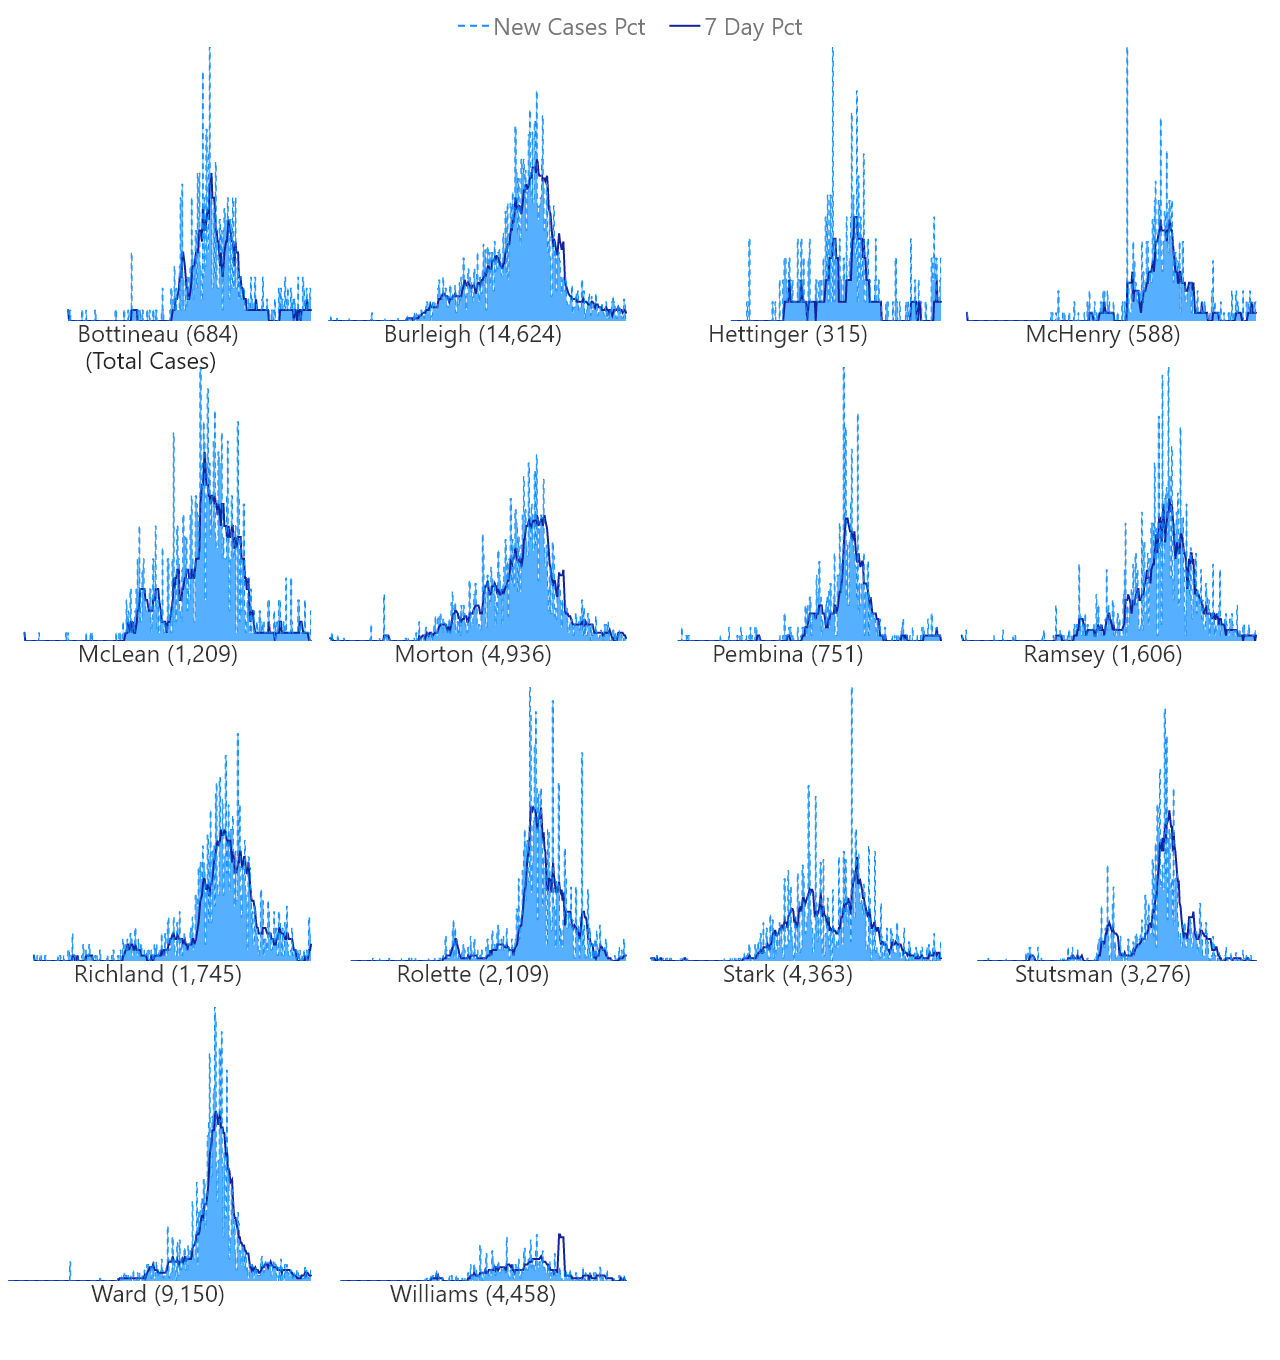 New Cases Pct 7 Day Pct
Bottineau (684) Burleigh (14,624) Hettinger (315) McHenry (588)
(Total Cases)
McLean (1,209) Morton (4,936) Pembina (751) Ramsey (1,606)
Richland (1,745) Rolette (2,109) Stark (4,363) Stutsman (3,276)
Ward (9,150) Williams (4,458)